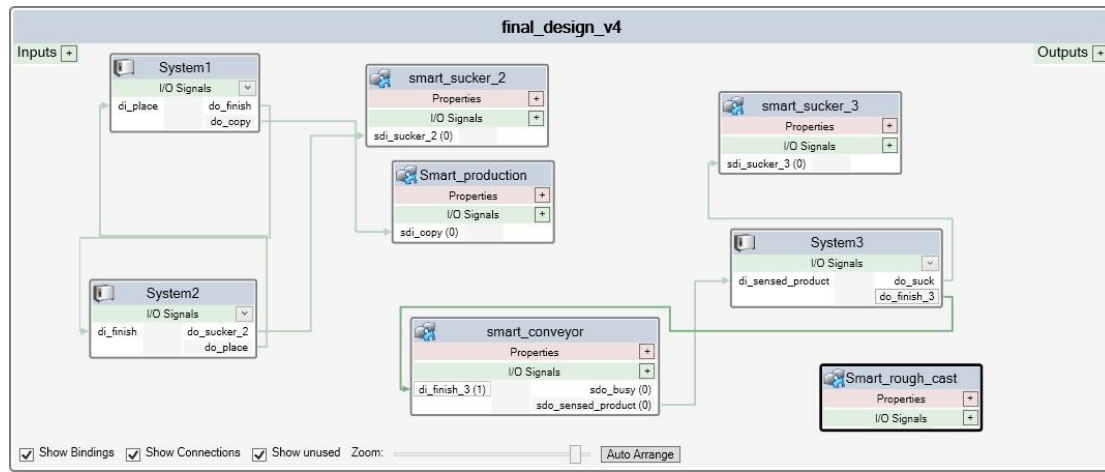 final_design_v4
Inputs +
Outputs +
System1
I/O Signals
di_place do_finish
do_copy
smart_sucker_2
Properties +
I/O Signals +
sdi_sucker_2 (0)
smart_sucker_3
Properties +
I/O Signals +
sdi_sucker_3 (0)
Smart_production
Properties +
I/O Signals +
sdi_copy (0)
System3
I/O Signals
di_sensed_product do_suck
do_finish_3
System2
I/O Signals
di_finish do_sucker_2
do_place
smart_conveyor
Properties +
I/O Signals +
di_finish_3 (1) sdo_busy (0)
sdo_sensed_product (0)
Smart_rough_cast
Properties +
I/O Signals +
Show Bindings Show Connections Show unused Zoom: Auto Arrange